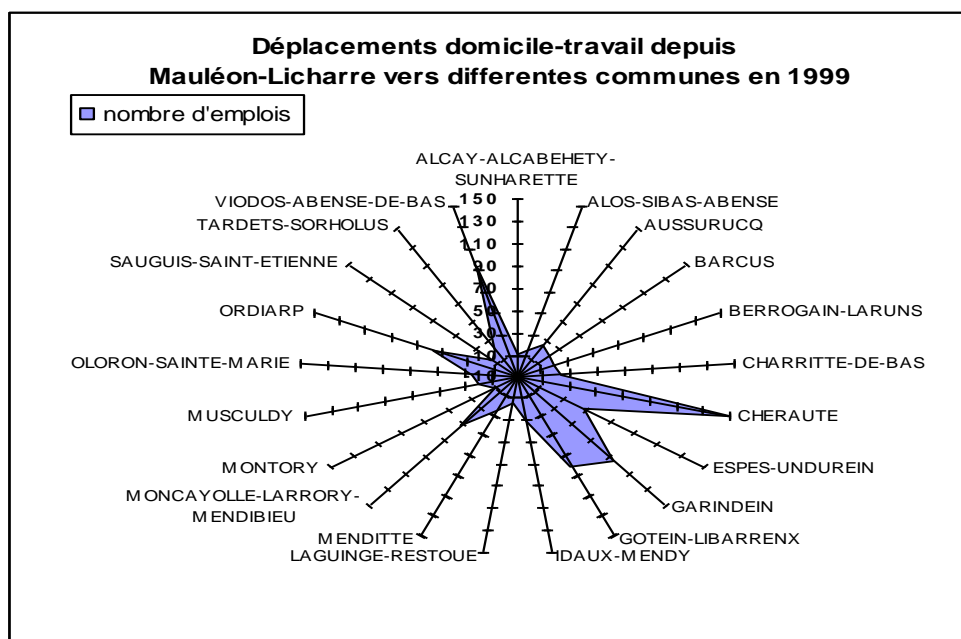 Déplacements domicile-travail depuis
Mauléon-Licharre vers differentes communes en 1999
nombre d'emplois
ALCAY-ALCABEHETY-
SUNHARETTE
VIODOS-ABENSE-DE-BAS
150
ALOS-SIBAS-ABENSE
TARDETS-SORHOLUS
130
AUSSURUCQ
110
SAUGUIS-SAINT-ETIENNE
90
BARCUS
70
ORDIARP
50
BERROGAIN-LARUNS
30
OLORON-SAINTE-MARIE
10
CHARRITTE-DE-BAS
-10
MUSCULDY
CHERAUTE
MONTORY
ESPES-UNDUREIN
MONCAYOLLE-LARRORY-
MENDIBIEU
GARINDEIN
MENDITTE
GOTEIN-LIBARRENX
LAGUINGE-RESTOUE
IDAUX-MENDY